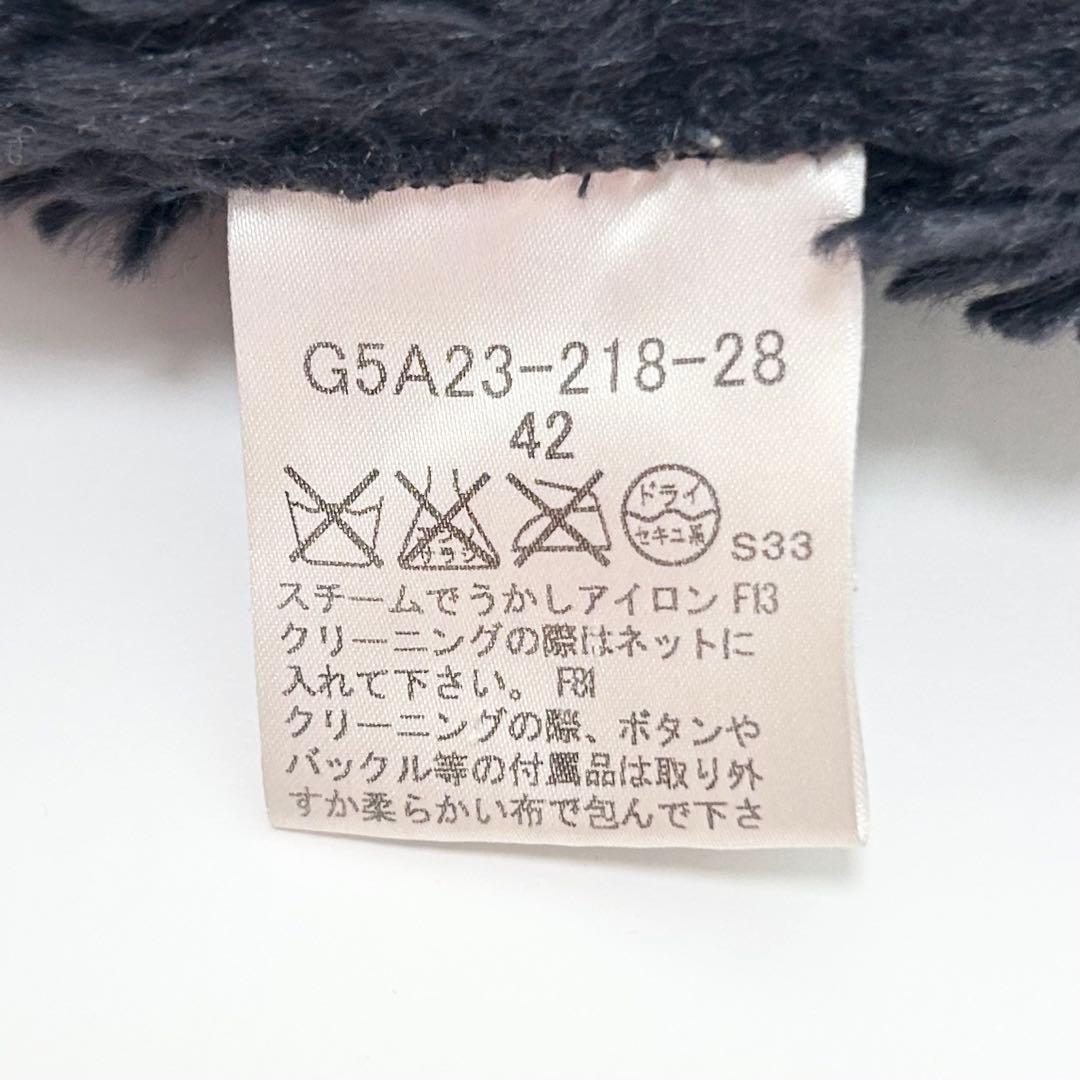 G5A23-218-28
42
ドライ
セキユ系
S33
スチームでうかしアイロン F13
クリーニングの際はネットに
入れて下さい。 F81
クリーニングの際、ボタンや
バックル等の付属品は取り外
すか柔らかい布で包んで下さ